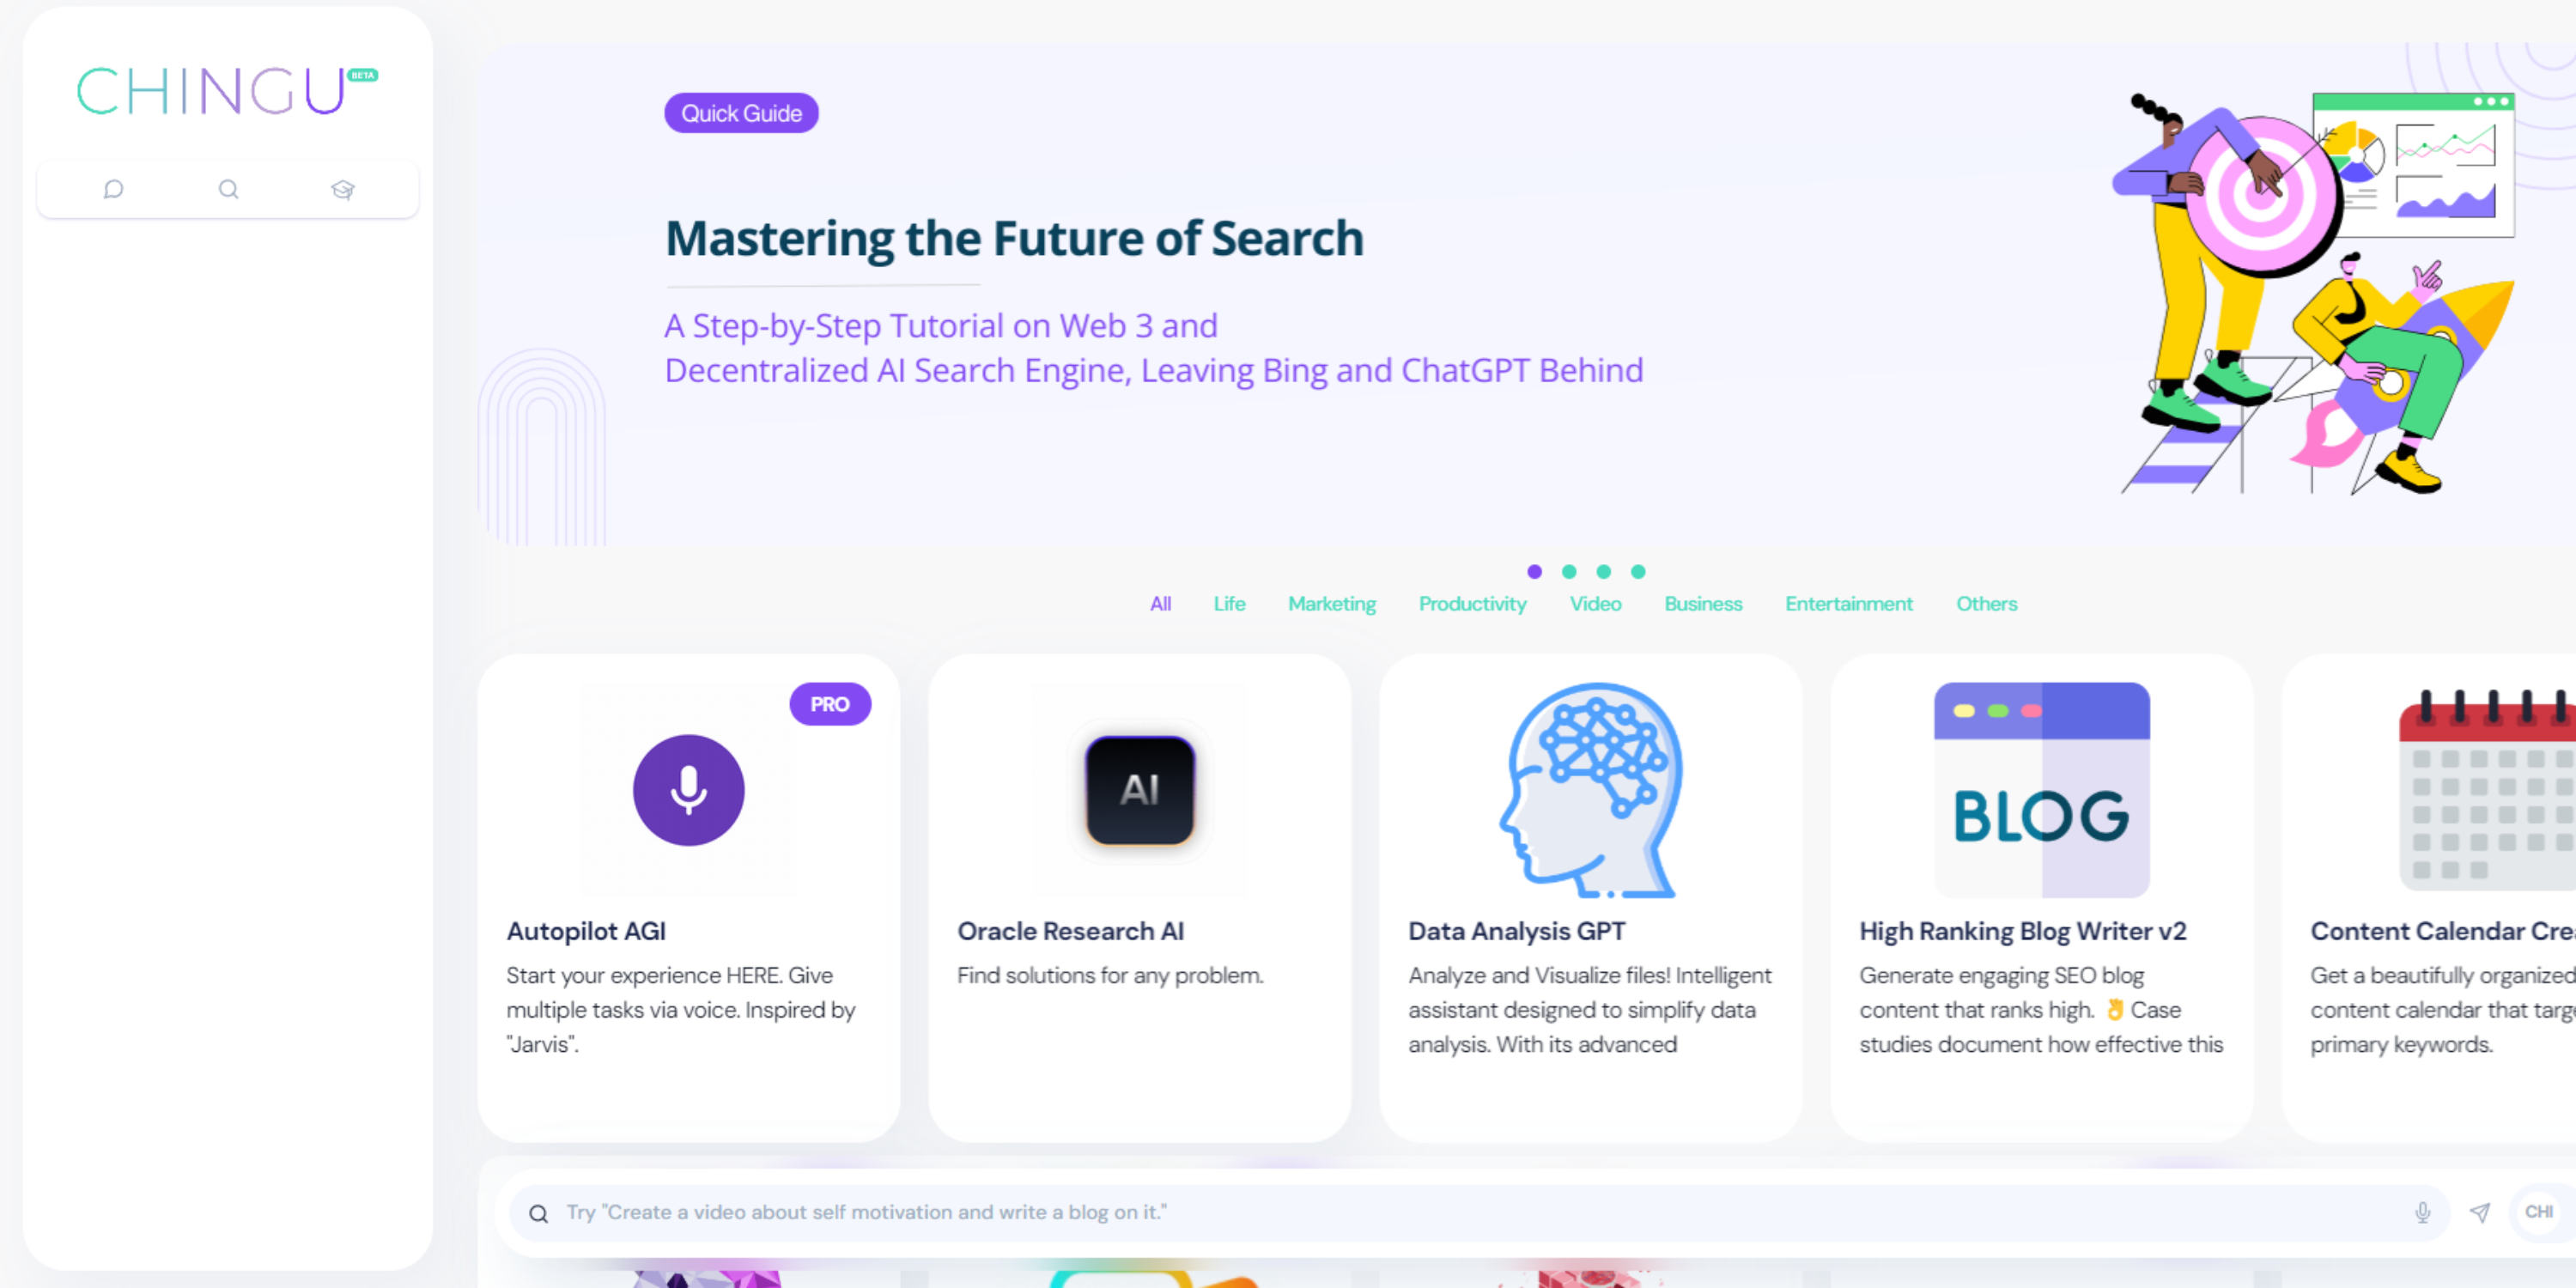 CHINGU BETA
Quick Guide
Mastering the Future of Search
A Step-by-Step Tutorial on Web 3 and
Decentralized AI Search Engine, Leaving Bing and ChatGPT Behind
All Life Marketing Productivity Video Business Entertainment Others
PRO
Autopilot AGI
Start your experience HERE. Give
multiple tasks via voice. Inspired by
"Jarvis".
AI
Oracle Research AI
Find solutions for any problem.
Data Analysis GPT
Analyze and Visualize files! Intelligent
assistant designed to simplify data
analysis. With its advanced
BLOG
High Ranking Blog Writer v2
Generate engaging SEO blog
content that ranks high. 👌 Case
studies document how effective this
Content Calendar Crea
Get a beautifully organized
content calendar that targe
primary keywords.
Try "Create a video about self motivation and write a blog on it."
CHI